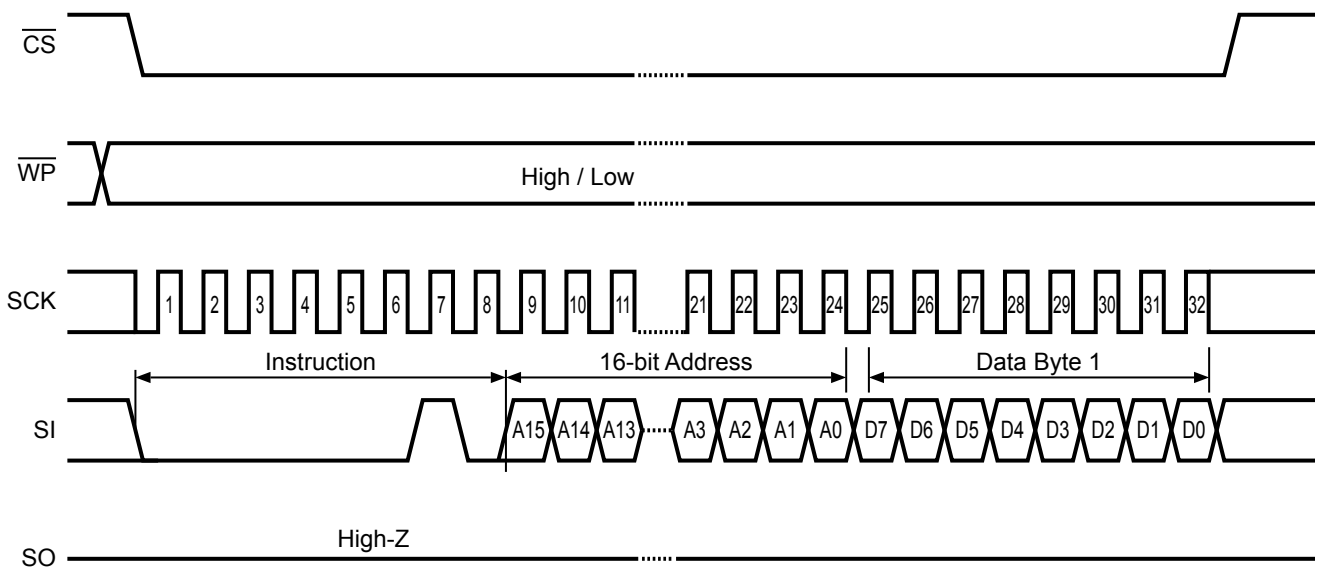 CS
WP
High / Low
SCK
1 2 3 4 5 6 7 8 9 10 11 21 22 23 24 25 26 27 28 29 30 31 32
Instruction 16-bit Address Data Byte 1
SI
A15 A14 A13 A3 A2 A1 A0 D7 D6 D5 D4 D3 D2 D1 D0
High-Z
SO